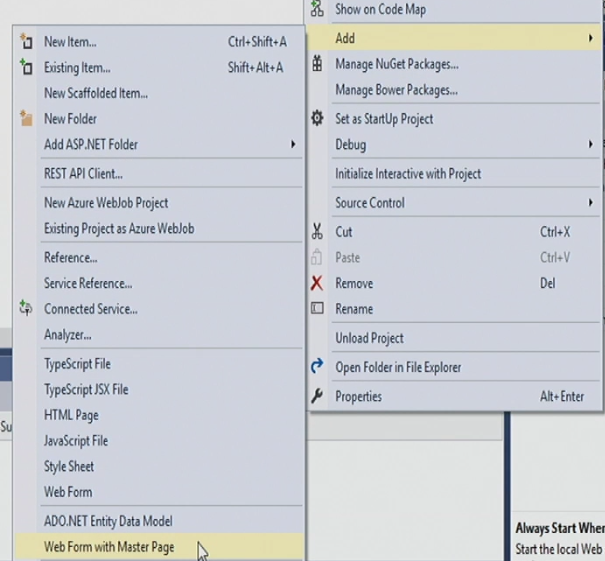 Show on Code Map
Add
Manage NuGet Packages...
Manage Bower Packages...
Set as StartUp Project
Debug
Initialize Interactive with Project
Source Control
Cut Ctrl+X
Paste Ctrl+V
Remove Del
Rename
Unload Project
Open Folder in File Explorer
Properties Alt+Enter
New Item... Ctrl+Shift+A
Existing Item... Shift+Alt+A
New Scaffolded Item...
New Folder
Add ASP.NET Folder
REST API Client...
New Azure WebJob Project
Existing Project as Azure WebJob
Reference...
Service Reference...
Connected Service...
Analyzer...
TypeScript File
TypeScript JSX File
HTML Page
JavaScript File
Style Sheet
Web Form
ADO.NET Entity Data Model
Web Form with Master Page
Su
Always Start Wher
Start the local Web